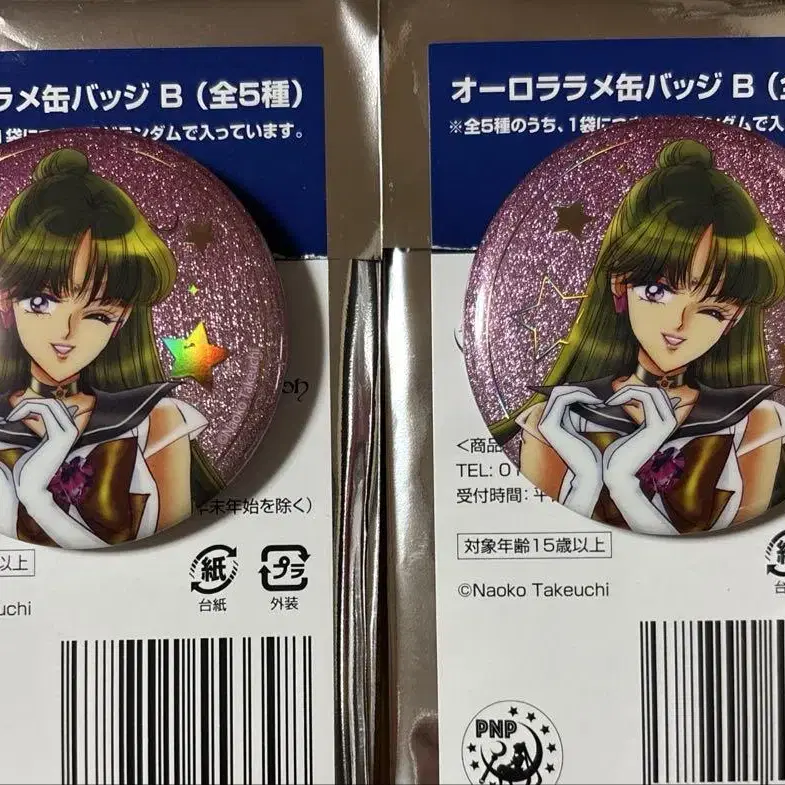 ラメ缶バッジ B（全5種）
ランダムで入っています。
©Naoko Takeuchi
末年始を除く）
以上
紙
プラ
台紙
外装
uchi
オーロララメ缶バッジ B（全
※全5種のうち、1袋に
ダムで入
<商品
TEL: 0
受付時間：平
対象年齢15歳以上
©Naoko Takeuchi
PNP